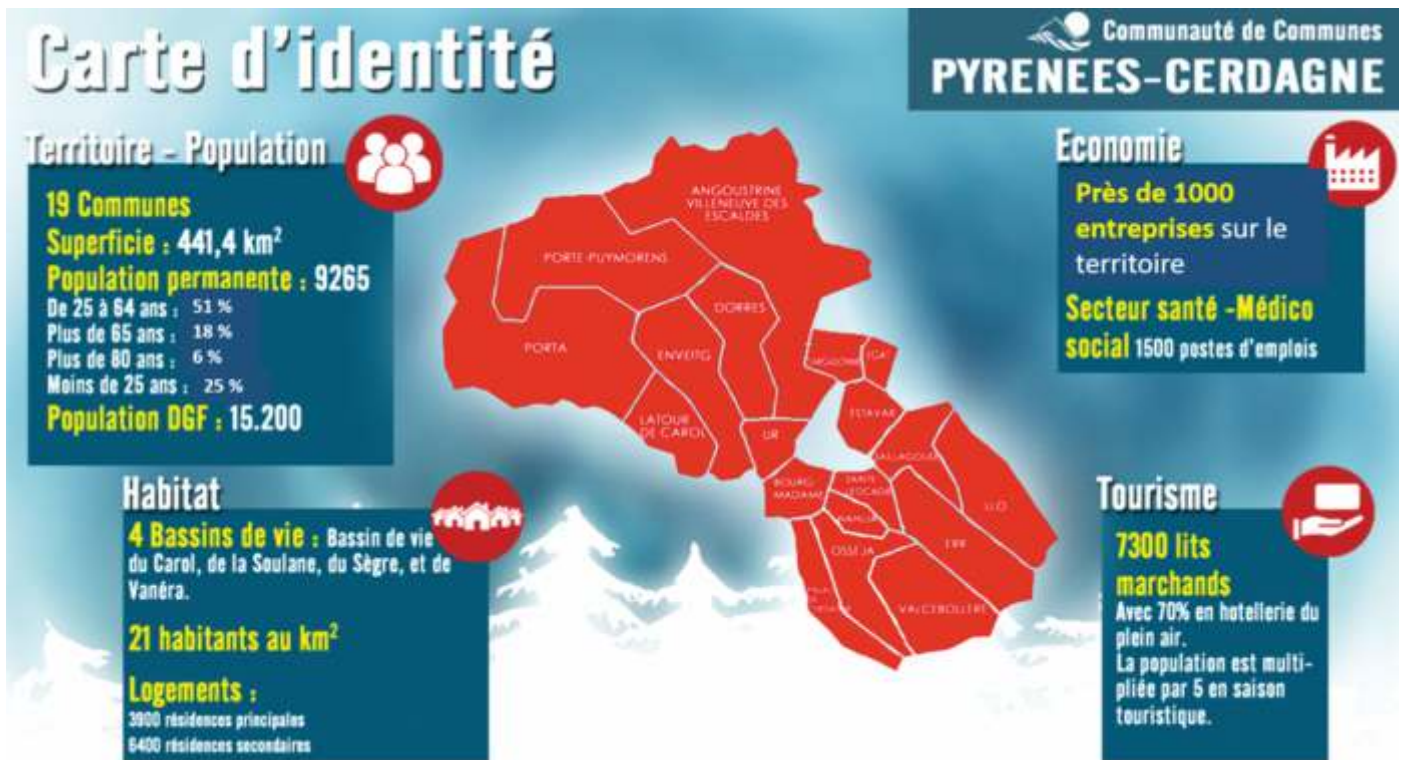 Carte d'identité
Communauté de Communes
PYRENEES-CERDAGNE
Territoire - Population
19 Communes
Superficie : 441,4 km²
Population permanente : 9265
De 25 à 64 ans : 51 %
Plus de 65 ans : 18 %
Plus de 80 ans : 6 %
Moins de 25 ans : 25 %
Population DGF : 15.200
Habitat
4 Bassins de vie : Bassin de vie
du Carol, de la Soulane, du Sègre, et de
Vanéra.
21 habitants au km²
Logements :
3900 résidences principales
6400 résidences secondaires
ANGOUSTRINE
VILLENEUVE DES
ESCALDES
PORTE-PUYMORENS
DORRES
PORTA
ENVEITG
LATOUR
DE CAROL
UR
ESTAVAR
BOURG-
MADAME
SAINTE
LEOCADIE
LLO
ERR
OSSEJA
VALCEBOLLERE
Economie
Près de 1000
entreprises sur le
territoire
Secteur santé -Médico
social 1500 postes d'emplois
Tourisme
7300 lits
marchands
Avec 70% en hotellerie du
plein air.
La population est multi-
pliée par 5 en saison
touristique.